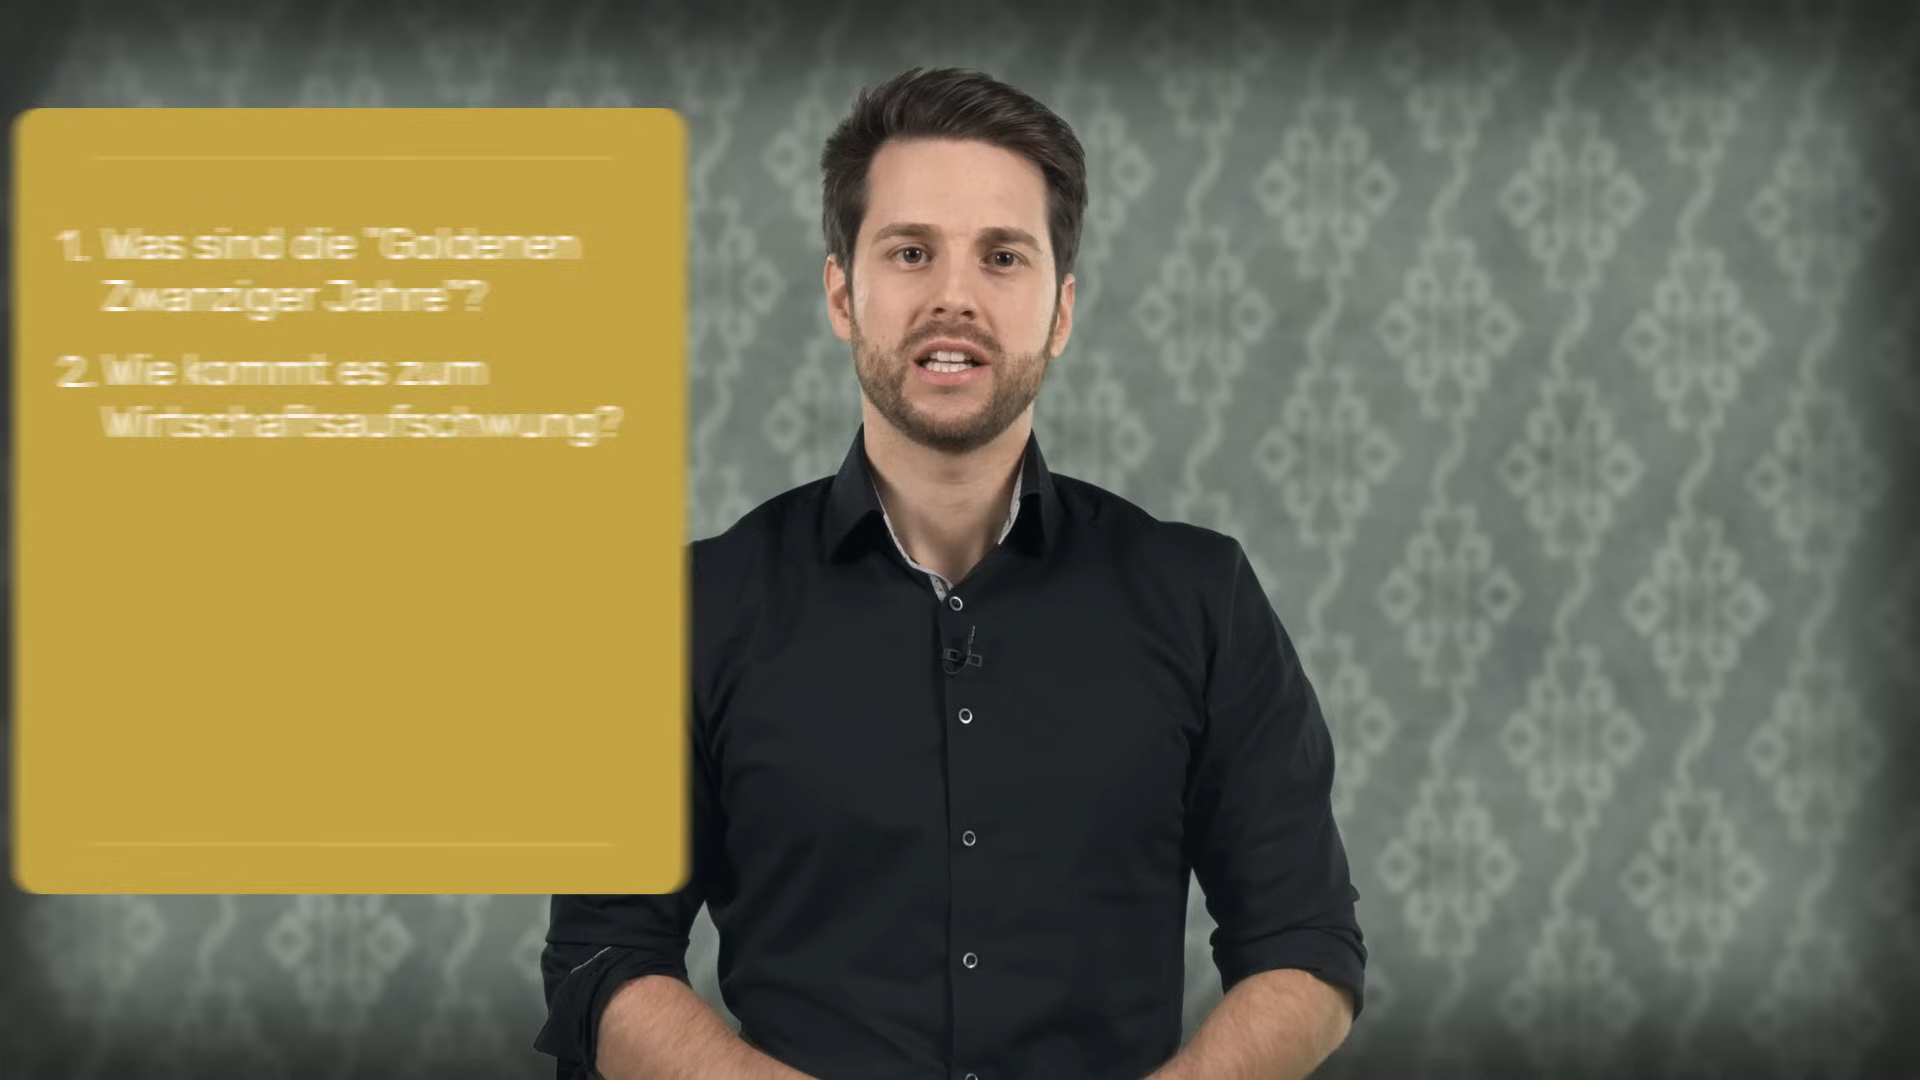 1. Was sind die "Goldenen
Zwanziger Jahre"?
2. Wie kommt es zum
Wirtschaftsaufschwung?